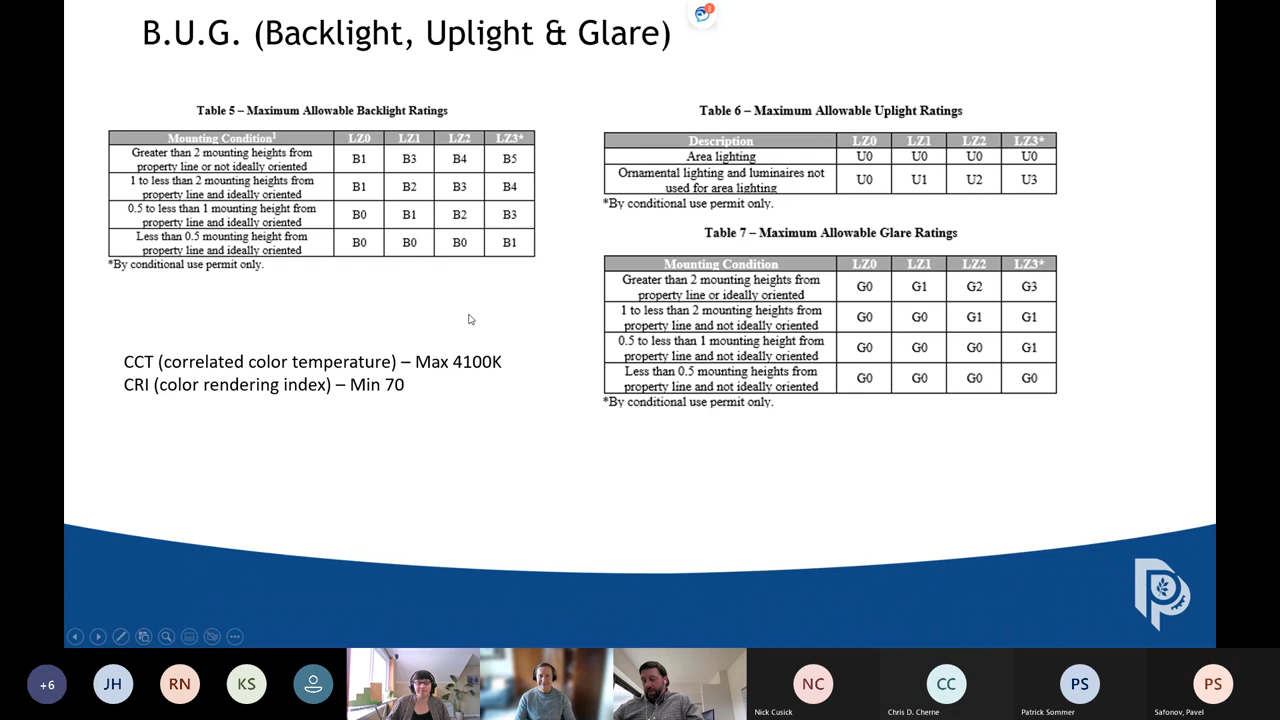 B.U.G. (Backlight, Uplight & Glare)
3
Table 5 – Maximum Allowable Backlight Ratings
Mounting Condition1 LZ0 LZ1 LZ2 LZ3*
Greater than 2 mounting heights from
property line or not ideally oriented B1 B3 B4 B5
1 to less than 2 mounting heights from
property line and ideally oriented B1 B2 B3 B4
0.5 to less than 1 mounting height from
property line and ideally oriented B0 B1 B2 B3
Less than 0.5 mounting height from
property line and ideally oriented B0 B0 B0 B1
*By conditional use permit only.
CCT (correlated color temperature) – Max 4100K
CRI (color rendering index) – Min 70
Table 6 – Maximum Allowable Uplight Ratings
Description LZ0 LZ1 LZ2 LZ3*
Area lighting U0 U0 U0 U0
Ornamental lighting and luminaires not
used for area lighting U0 U1 U2 U3
*By conditional use permit only.
Table 7 – Maximum Allowable Glare Ratings
Mounting Condition LZ0 LZ1 LZ2 LZ3*
Greater than 2 mounting heights from
property line or ideally oriented G0 G1 G2 G3
1 to less than 2 mounting heights from
property line and not ideally oriented G0 G0 G1 G1
0.5 to less than 1 mounting height from
property line and not ideally oriented G0 G0 G0 G1
Less than 0.5 mounting height from
property line and not ideally oriented G0 G0 G0 G0
*By conditional use permit only.
+6 JH RN KS NC CC PS PS
Nick Cusick Chris D. Cherne Patrick Sommer Safonov, Pavel